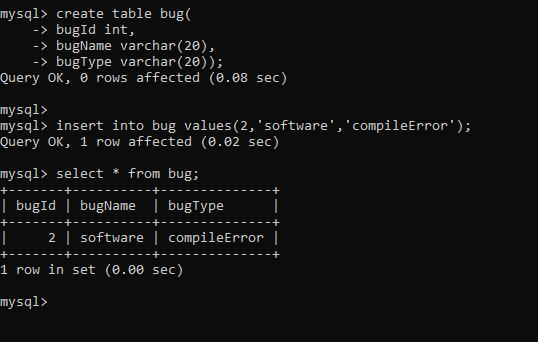 mysql> create table bug(
    -> bugId int,
    -> bugName varchar(20),
    -> bugType varchar(20));
Query OK, 0 rows affected (0.08 sec)
mysql>
mysql> insert into bug values(2,'software','compileError');
Query OK, 1 row affected (0.02 sec)
mysql> select * from bug;
+-------+----------+--------------+
| bugId | bugName  | bugType      |
+-------+----------+--------------+
|     2 | software | compileError |
+-------+----------+--------------+
1 row in set (0.00 sec)
mysql>